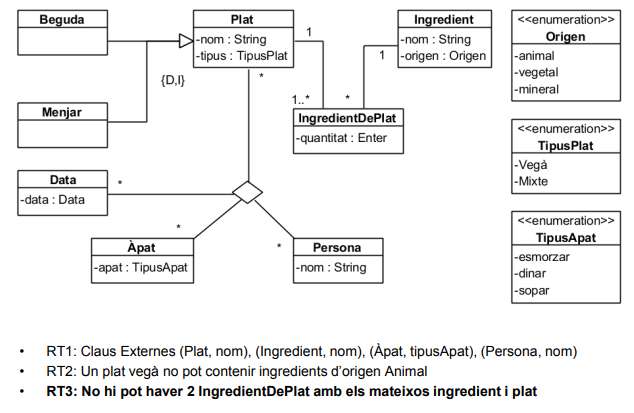 Beguda
Menjar
Plat
-nom : String
-tipus : TipusPlat
{D,I}
*
1
1..*
Ingredient
-nom : String
-origen : Origen
1
*
IngredientDePlat
-quantitat : Enter
Data
-data : Data
*
Àpat
-apat : TipusApat
*
Persona
-nom : String
*
<<enumeration>>
Origen
-animal
-vegetal
-mineral
<<enumeration>>
TipusPlat
-Vegà
-Mixte
<<enumeration>>
TipusApat
-esmorzar
-dinar
-sopar
• RT1: Claus Externes (Plat, nom), (Ingredient, nom), (Àpat, tipusApat), (Persona, nom)
• RT2: Un plat vegà no pot contenir ingredients d'origen Animal
• RT3: No hi pot haver 2 IngredientDePlat amb els mateixos ingredient i plat